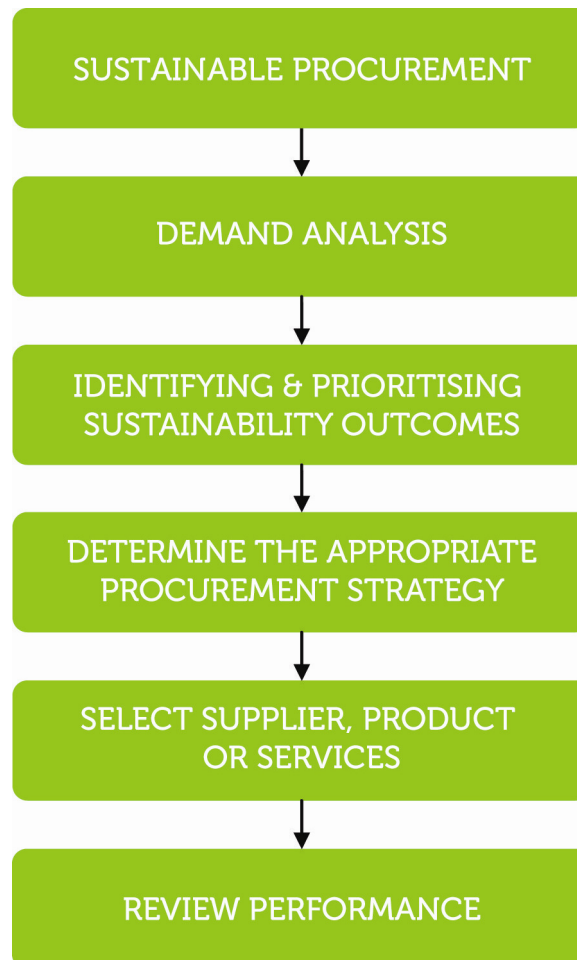 SUSTAINABLE PROCUREMENT
DEMAND ANALYSIS
IDENTIFYING & PRIORITISING
SUSTAINABILITY OUTCOMES
DETERMINE THE APPROPRIATE
PROCUREMENT STRATEGY
SELECT SUPPLIER, PRODUCT
OR SERVICES
REVIEW PERFORMANCE